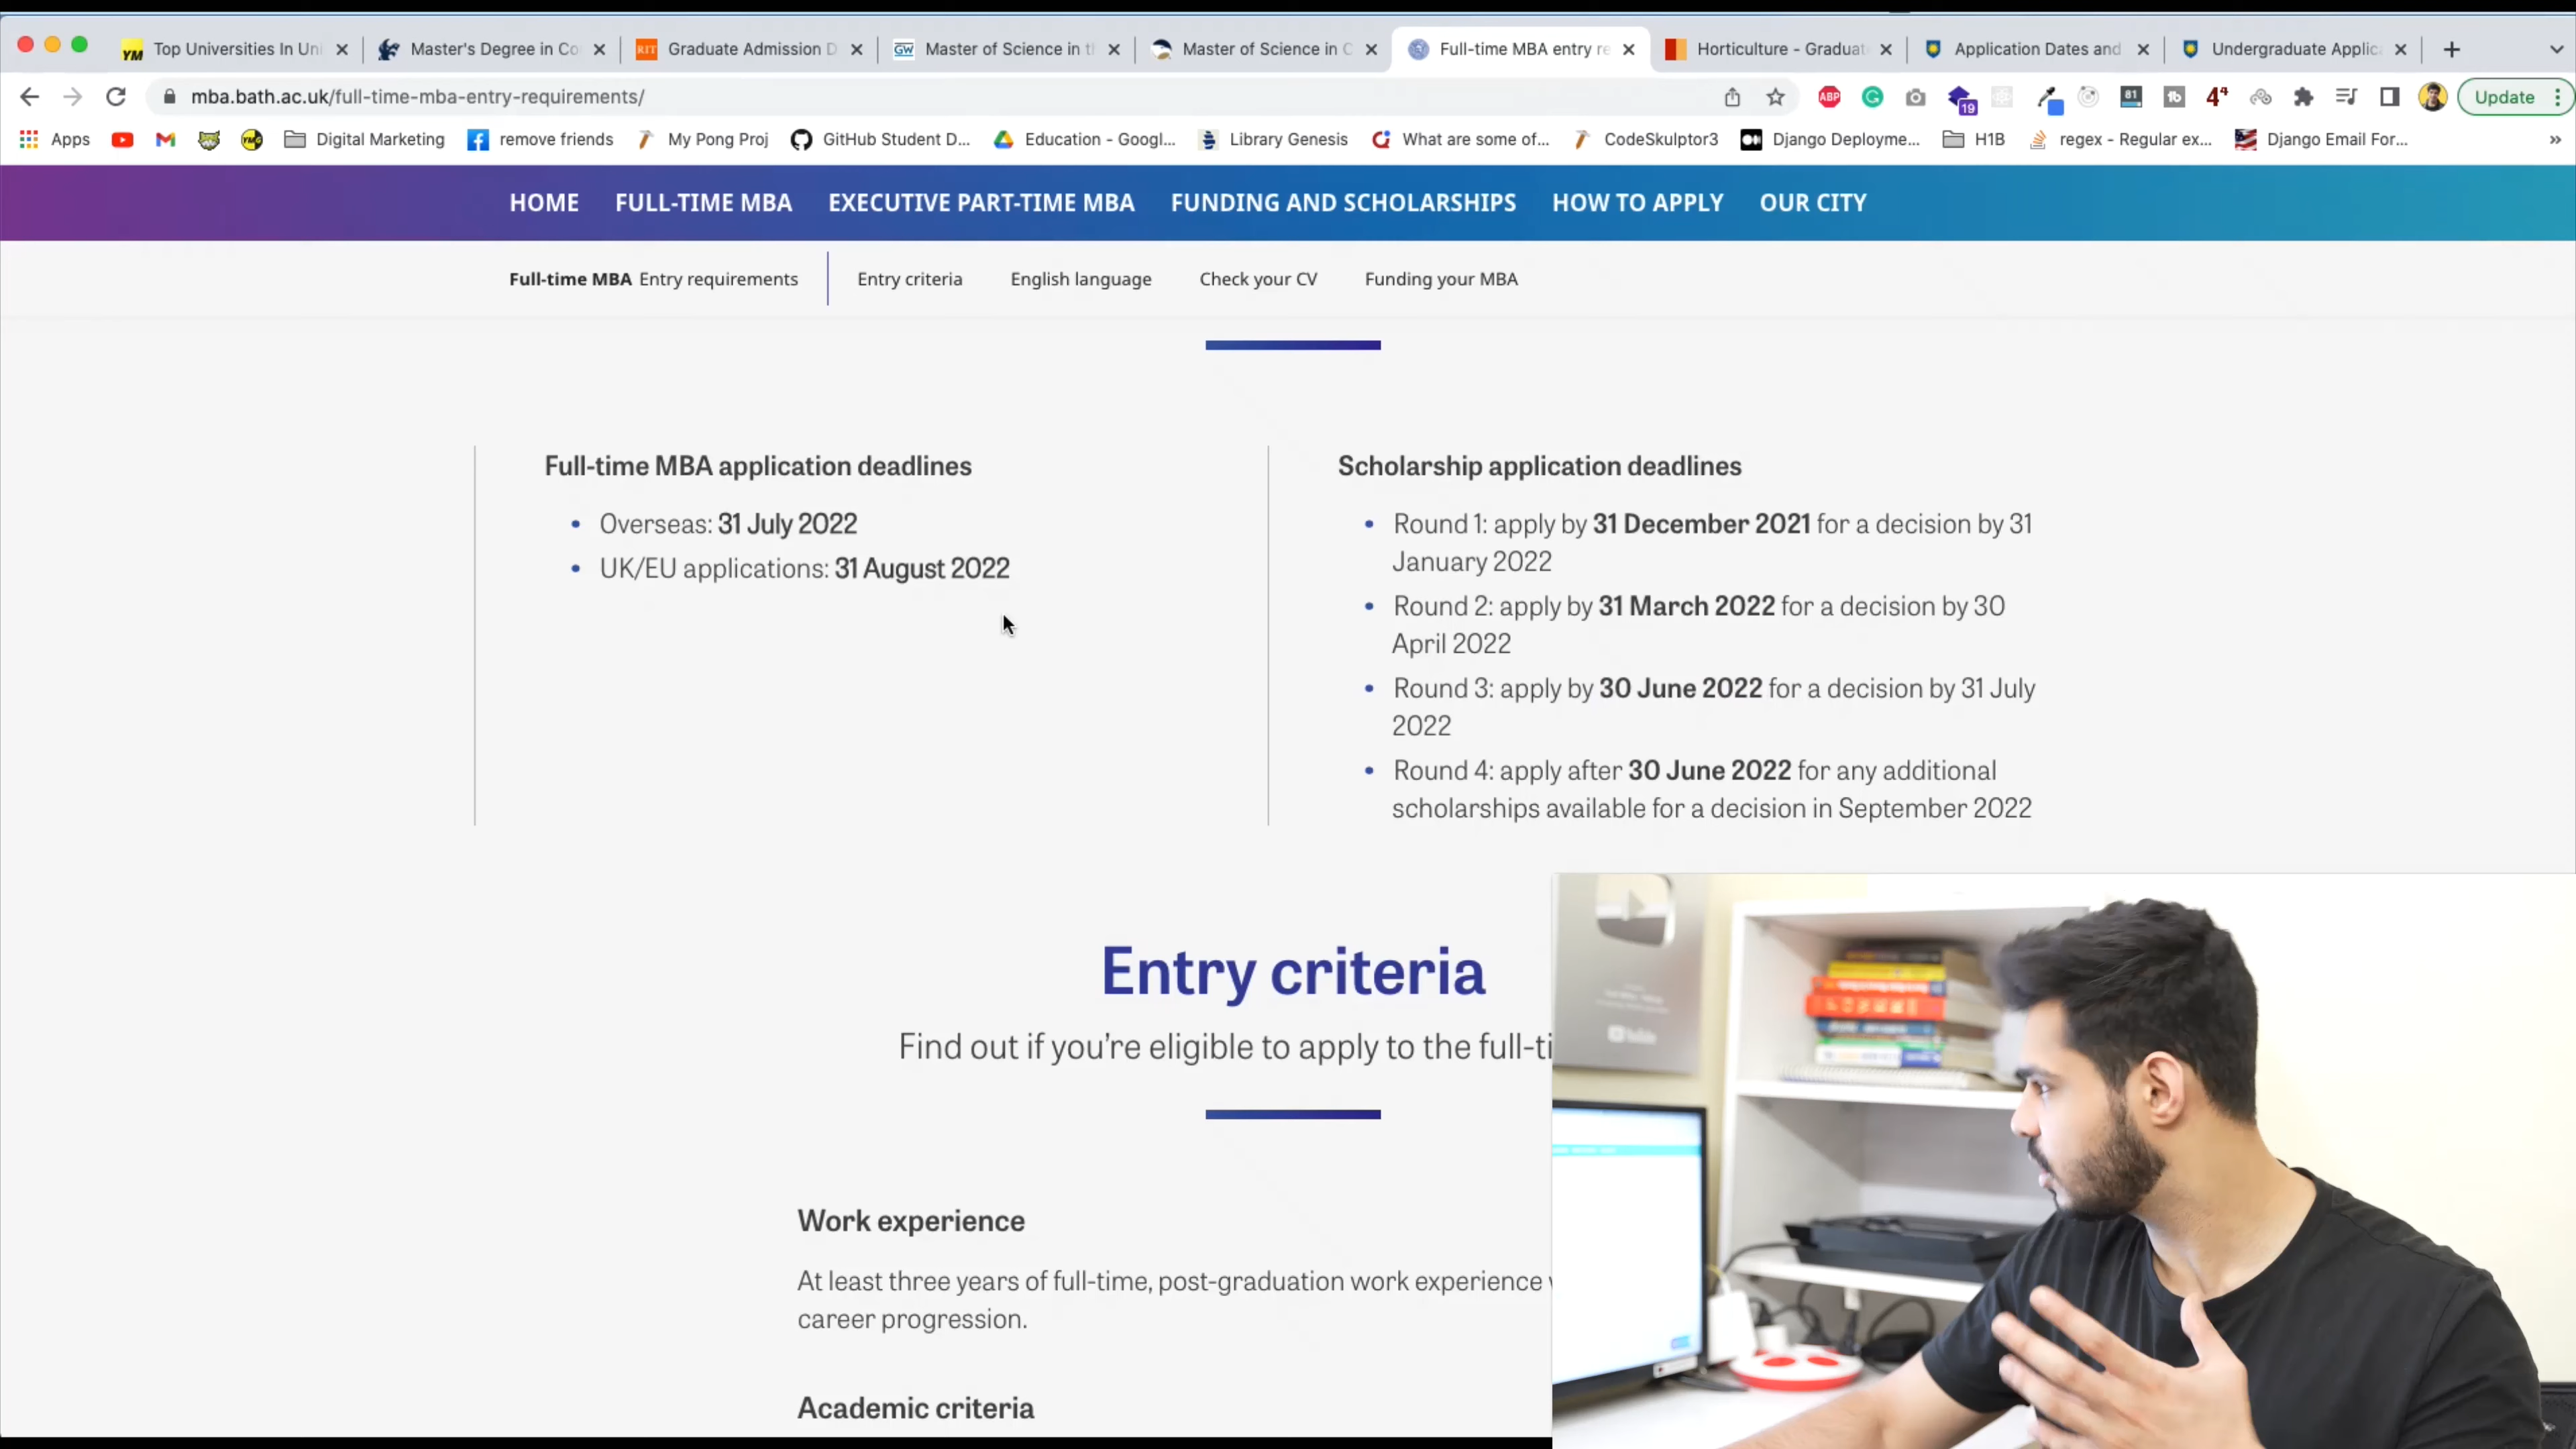 Top Universities In Uni
Master's Degree in Co
RIT
Graduate Admission D
GW
Master of Science in t
Master of Science in C
Full-time MBA entry re
Horticulture - Graduat
Application Dates and
Undergraduate Applic
mba.bath.ac.uk/full-time-mba-entry-requirements/
ABP
19
81
Update
Apps
Digital Marketing
remove friends
My Pong Proj
GitHub Student D...
Education - Googl...
Library Genesis
What are some of...
CodeSkulptor3
Django Deployme...
H1B
regex - Regular ex...
Django Email For...
HOME FULL-TIME MBA EXECUTIVE PART-TIME MBA FUNDING AND SCHOLARSHIPS HOW TO APPLY OUR CITY
Full-time MBA Entry requirements Entry criteria English language Check your CV Funding your MBA
Full-time MBA application deadlines
• Overseas: 31 July 2022
• UK/EU applications: 31 August 2022
Scholarship application deadlines
• Round 1: apply by 31 December 2021 for a decision by 31
January 2022
• Round 2: apply by 31 March 2022 for a decision by 30
April 2022
• Round 3: apply by 30 June 2022 for a decision by 31 July
2022
• Round 4: apply after 30 June 2022 for any additional
scholarships available for a decision in September 2022
Entry criteria
Find out if you're eligible to apply to the full-ti
Work experience
At least three years of full-time, post-graduation work experience
career progression.
Academic criteria